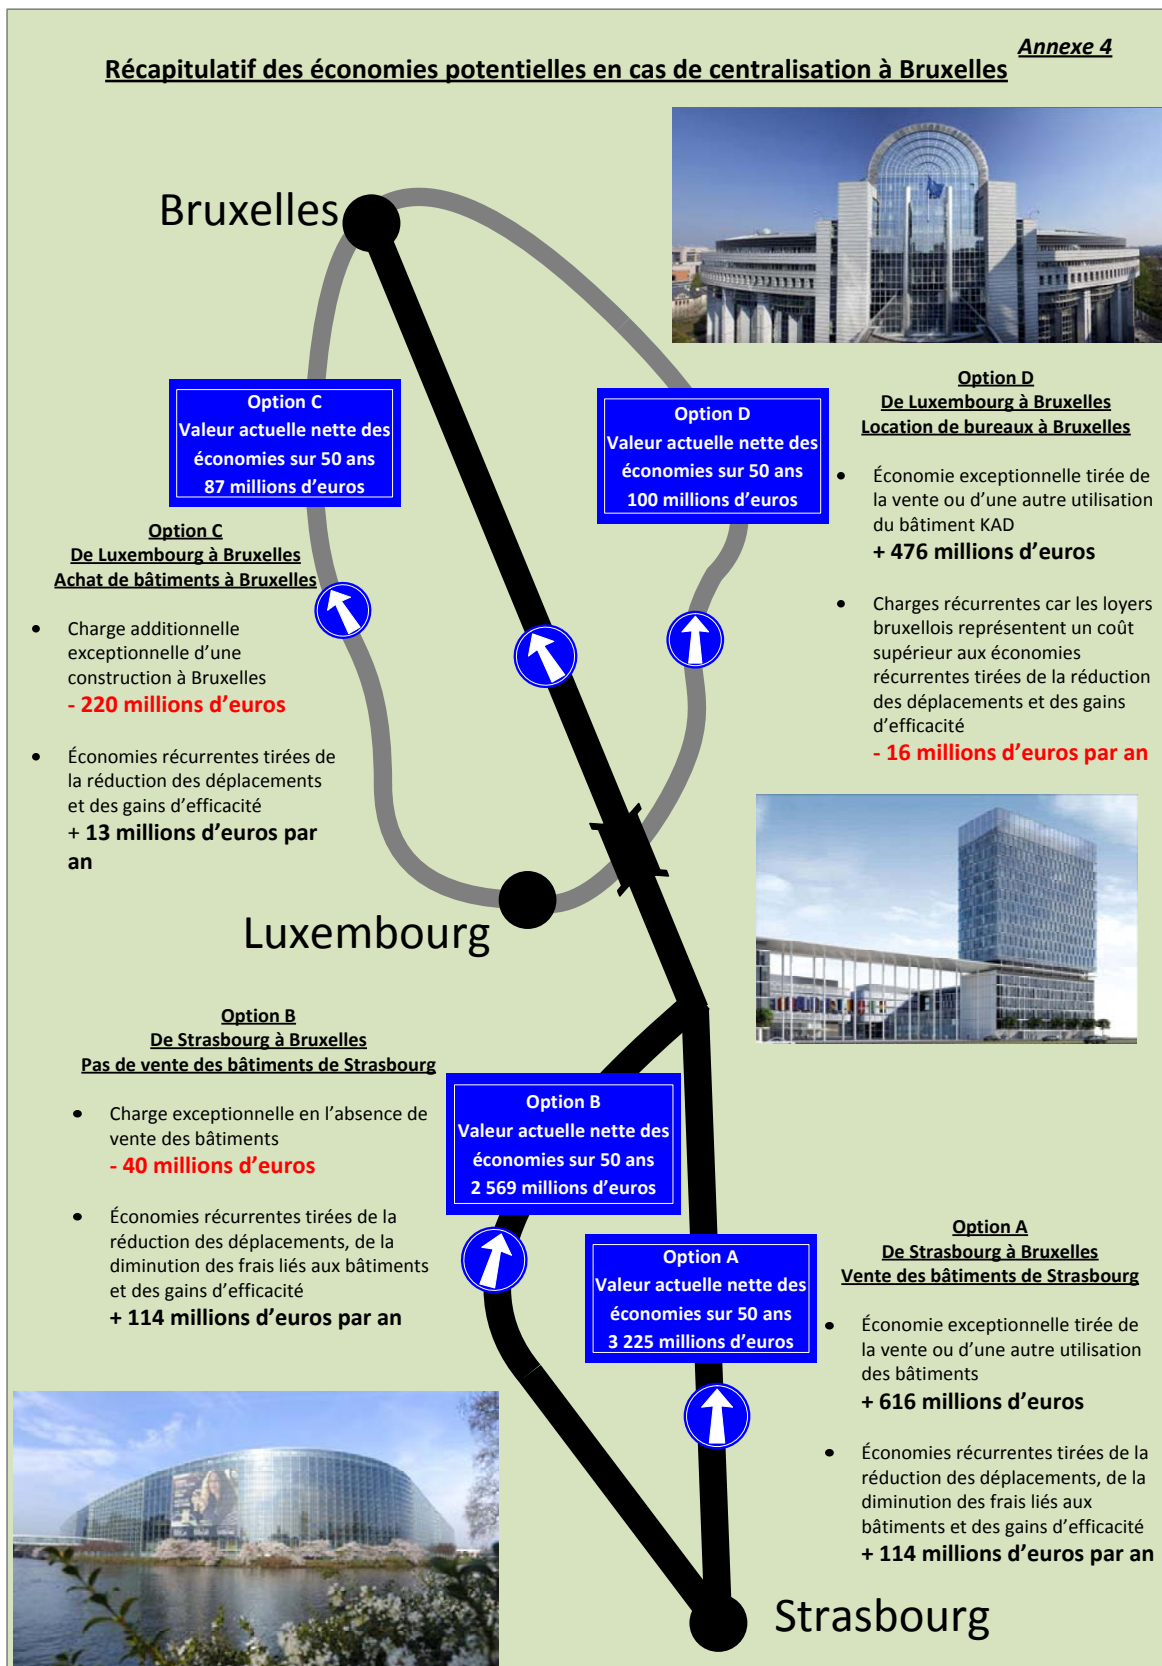 Annexe 4
Récapitulatif des économies potentielles en cas de centralisation à Bruxelles
Bruxelles
Option C
Valeur actuelle nette des
économies sur 50 ans
87 millions d'euros
Option D
Valeur actuelle nette des
économies sur 50 ans
100 millions d'euros
Option D
De Luxembourg à Bruxelles
Location de bureaux à Bruxelles
• Économie exceptionnelle tirée de
la vente ou d'une autre utilisation
du bâtiment KAD
+ 476 millions d'euros
• Charges récurrentes car les loyers
bruxellois représentent un coût
supérieur aux économies
récurrentes tirées de la réduction
des déplacements et des gains
d'efficacité
- 16 millions d'euros par an
Option C
De Luxembourg à Bruxelles
Achat de bâtiments à Bruxelles
• Charge additionnelle
exceptionnelle d'une
construction à Bruxelles
- 220 millions d'euros
• Économies récurrentes tirées de
la réduction des déplacements
et des gains d'efficacité
+ 13 millions d'euros par
an
Luxembourg
Option B
De Strasbourg à Bruxelles
Pas de vente des bâtiments de Strasbourg
• Charge exceptionnelle en l'absence de
vente des bâtiments
- 40 millions d'euros
• Économies récurrentes tirées de la
réduction des déplacements, de la
diminution des frais liés aux bâtiments
et des gains d'efficacité
+ 114 millions d'euros par an
Option B
Valeur actuelle nette des
économies sur 50 ans
2 569 millions d'euros
Option A
Valeur actuelle nette des
économies sur 50 ans
3 225 millions d'euros
Option A
De Strasbourg à Bruxelles
Vente des bâtiments de Strasbourg
• Économie exceptionnelle tirée de
la vente ou d'une autre utilisation
des bâtiments
+ 616 millions d'euros
• Économies récurrentes tirées de la
réduction des déplacements, de la
diminution des frais liés aux
bâtiments et des gains d'efficacité
+ 114 millions d'euros par an
Strasbourg